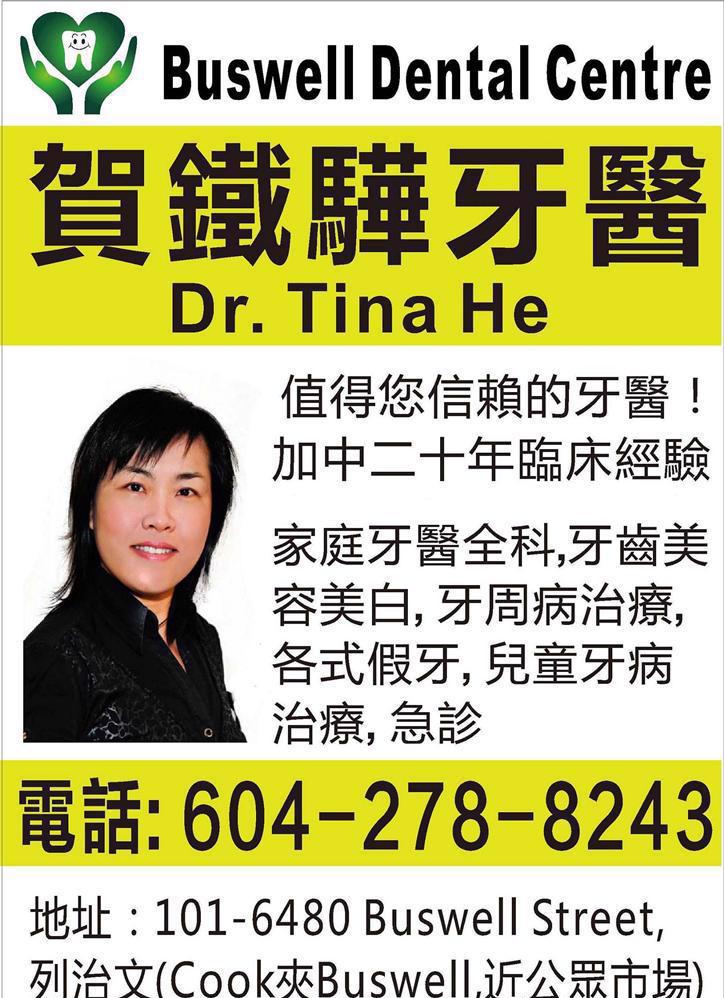 Buswell Dental Centre
賀鐵驊牙醫
Dr. Tina He
值得您信賴的牙醫！
加中二十年臨床經驗
家庭牙醫全科,牙齒美
容美白, 牙周病治療,
各式假牙, 兒童牙病
治療, 急診
電話: 604-278-8243
地址：101-6480 Buswell Street,
列治文(Cook夾Buswell,近公眾市場)